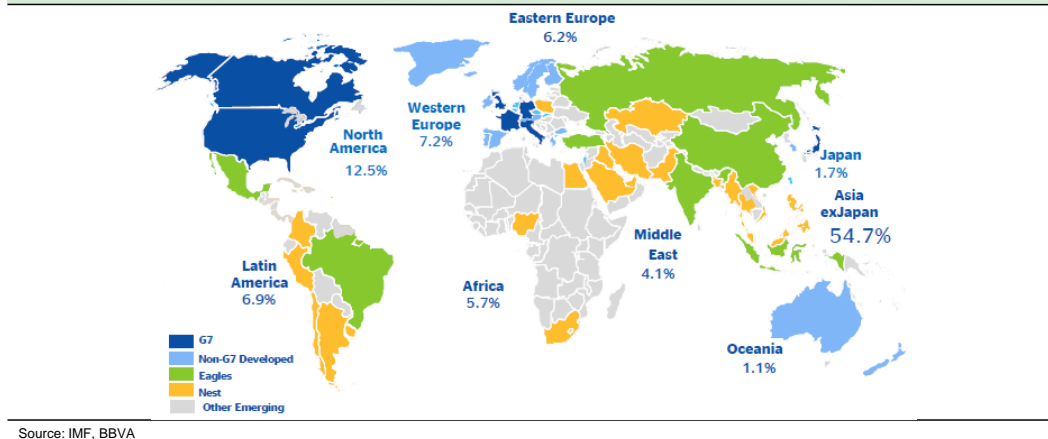 Eastern Europe
6.2%
Western
Europe
7.2%
North
America
12.5%
Japan
1.7%
Asia
exJapan
54.7%
Middle
East
4.1%
Latin
America
6.9%
Africa
5.7%
Oceania
1.1%
G7
Non-G7 Developed
Eagles
Nest
Other Emerging
Source: IMF, BBVA